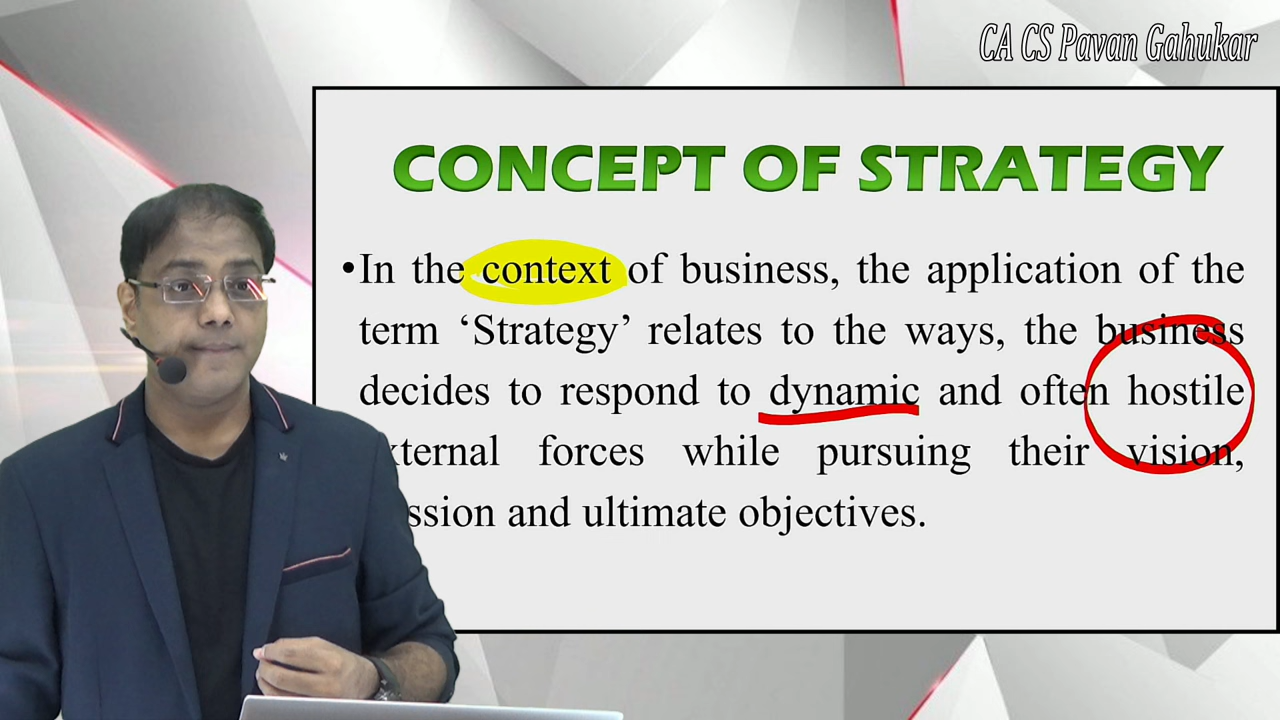 CA CS Pavan Gahukar
CONCEPT OF STRATEGY
•In the context of business, the application of the
term ‘Strategy’ relates to the ways, the business
decides to respond to dynamic and often hostile
xternal forces while pursuing their vision,
ssion and ultimate objectives.